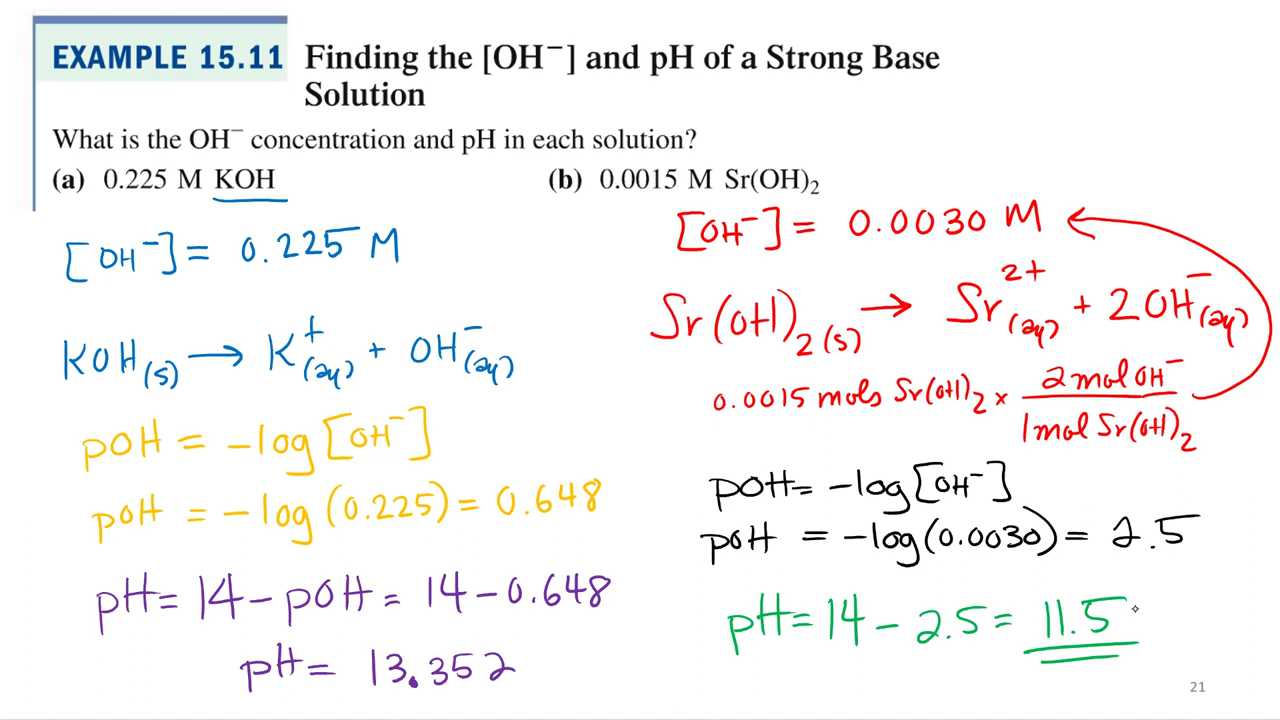 EXAMPLE 15.11 Finding the [OH⁻] and pH of a Strong Base
Solution
What is the OH⁻ concentration and pH in each solution?
(a) 0.225 M KOH (b) 0.0015 M Sr(OH)₂
[OH⁻] = 0.225 M
KOH(s) → K⁺(aq) + OH⁻(aq)
pOH = -log [OH⁻]
pOH = -log (0.225) = 0.648
pH = 14 - pOH = 14 - 0.648
pH = 13.352
[OH⁻] = 0.0030 M
Sr(OH)₂(s) → Sr²⁺(aq) + 2OH⁻(aq)
0.0015 mols Sr(OH)₂ × 2 mol OH⁻
1 mol Sr(OH)₂
pOH = -log [OH⁻]
pOH = -log(0.0030) = 2.5
pH = 14 - 2.5 = 11.5
21